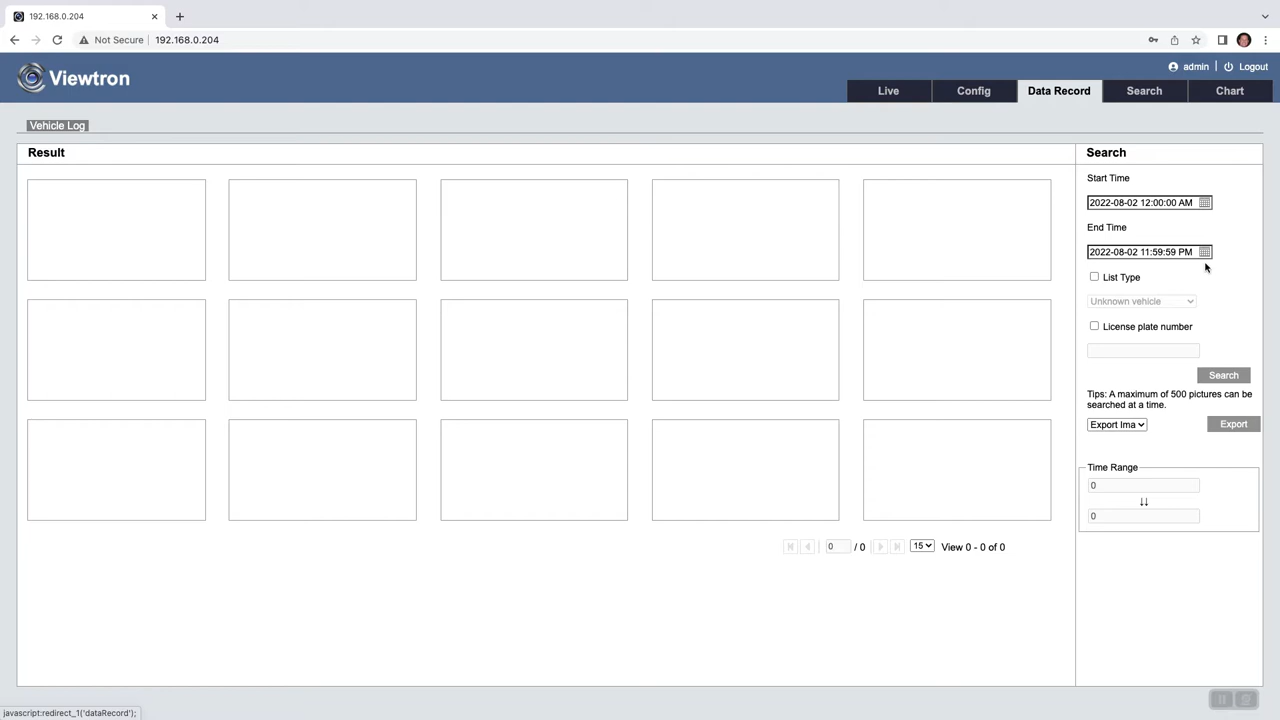 192.168.0.204
Not Secure
192.168.0.204
admin
Logout
Viewtron
Live
Config
Data Record
Search
Chart
Vehicle Log
Result
Search
Start Time
2022-08-02 12:00:00 AM
End Time
2022-08-02 11:59:59 PM
List Type
Unknown vehicle
License plate number
Search
Tips: A maximum of 500 pictures can be
searched at a time.
Export Ima
Export
Time Range
0
↓↓
0
0 / 0
15
View 0 - 0 of 0
javascript:redirect_1('dataRecord');